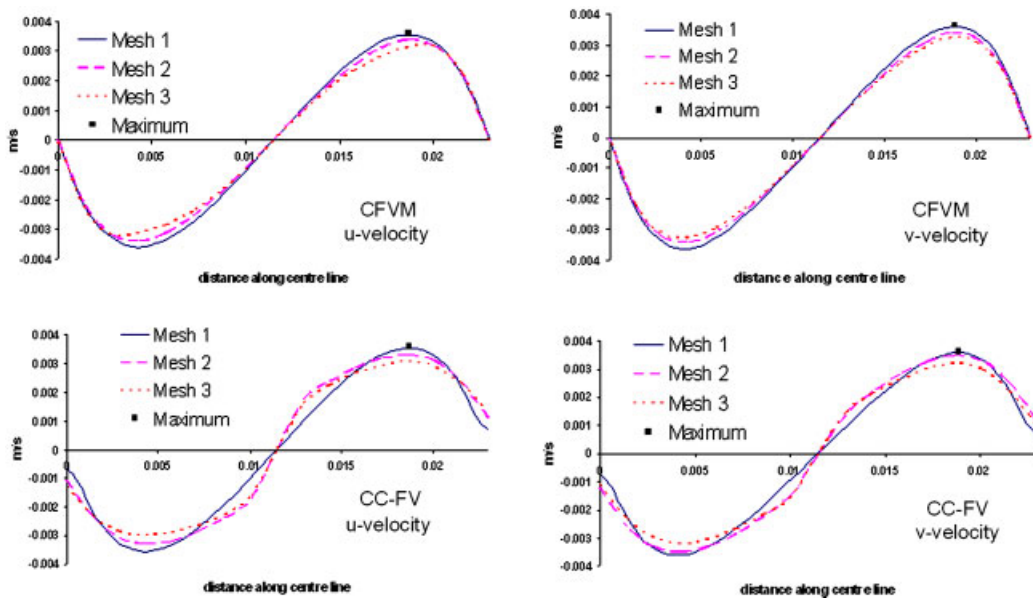 0.004
0.003
0.002
0.001
0
-0.001
-0.002
-0.003
-0.004
m/s
Mesh 1
Mesh 2
Mesh 3
Maximum
0
0.005
0.01
0.015
0.02
CFVM
u-velocity
distance along centre line
0.004
0.003
0.002
0.001
0
-0.001
-0.002
-0.003
-0.004
m/s
Mesh 1
Mesh 2
Mesh 3
Maximum
0
0.005
0.01
0.015
0.02
CFVM
v-velocity
distance along centre line
0.004
0.003
0.002
0.001
0
-0.001
-0.002
-0.003
-0.004
m/s
Mesh 1
Mesh 2
Mesh 3
Maximum
0
0.005
0.01
0.015
0.02
CC-FV
u-velocity
distance along centre line
0.004
0.003
0.002
0.001
0
-0.001
-0.002
-0.003
-0.004
m/s
Mesh 1
Mesh 2
Mesh 3
Maximum
0
0.005
0.01
0.015
0.02
CC-FV
v-velocity
distance along centre line